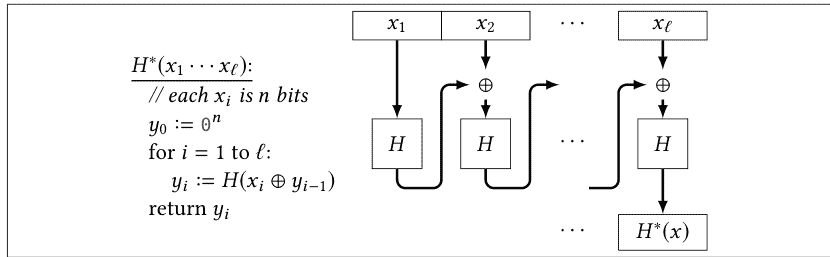 H*(x₁ ⋯ xℓ):
// each xᵢ is n bits
y₀ := 0ⁿ
for i = 1 to ℓ:
yᵢ := H(xᵢ ⊕ yᵢ₋₁)
return yᵢ
x₁ x₂ ⋯ xℓ
⊕ ⊕
H H ⋯ H
⋯ H*(x)